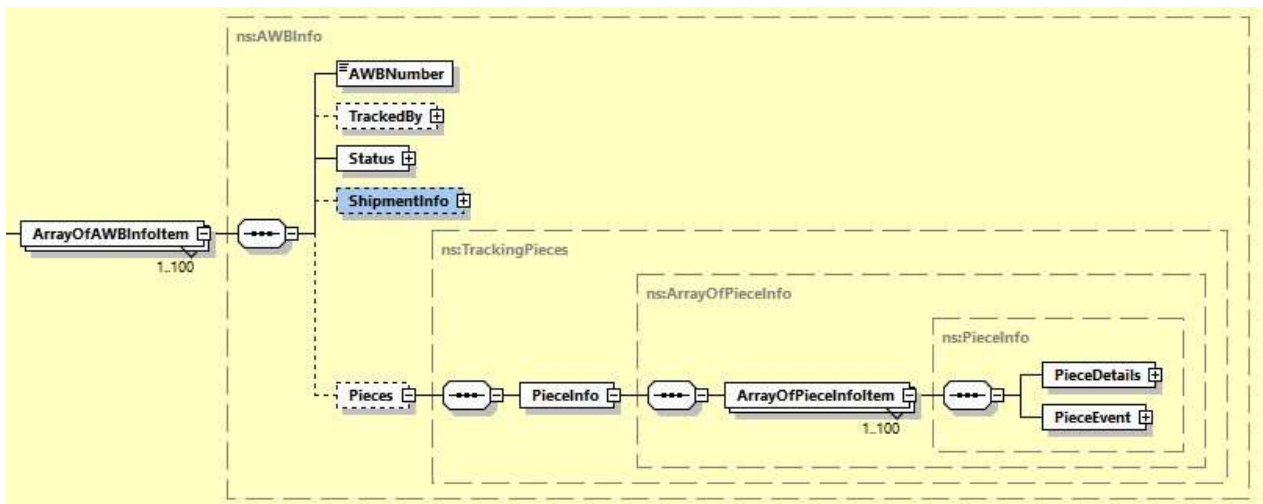 ns:AWBInfo
AWBNumber
TrackedBy
Status
ShipmentInfo
ArrayOfAWBInfoItem
1..100
ns:TrackingPieces
ns:ArrayOfPieceInfo
ns:PieceInfo
Pieces
PieceInfo
ArrayOfPieceInfoItem
1..100
PieceDetails
PieceEvent